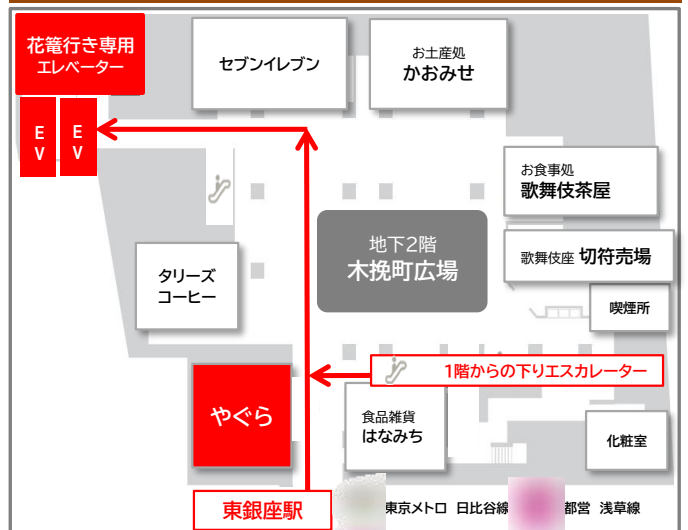 花篭行き専用
エレベーター
セブンイレブン
お土産処
かおみせ
E
V
E
V
お食事処
歌舞伎茶屋
地下2階
木挽町広場
歌舞伎座 切符売場
タリーズ
コーヒー
喫煙所
1階からの下りエスカレーター
やぐら
食品雑貨
はなみち
化粧室
東銀座駅
東京メトロ 日比谷線
都営 浅草線